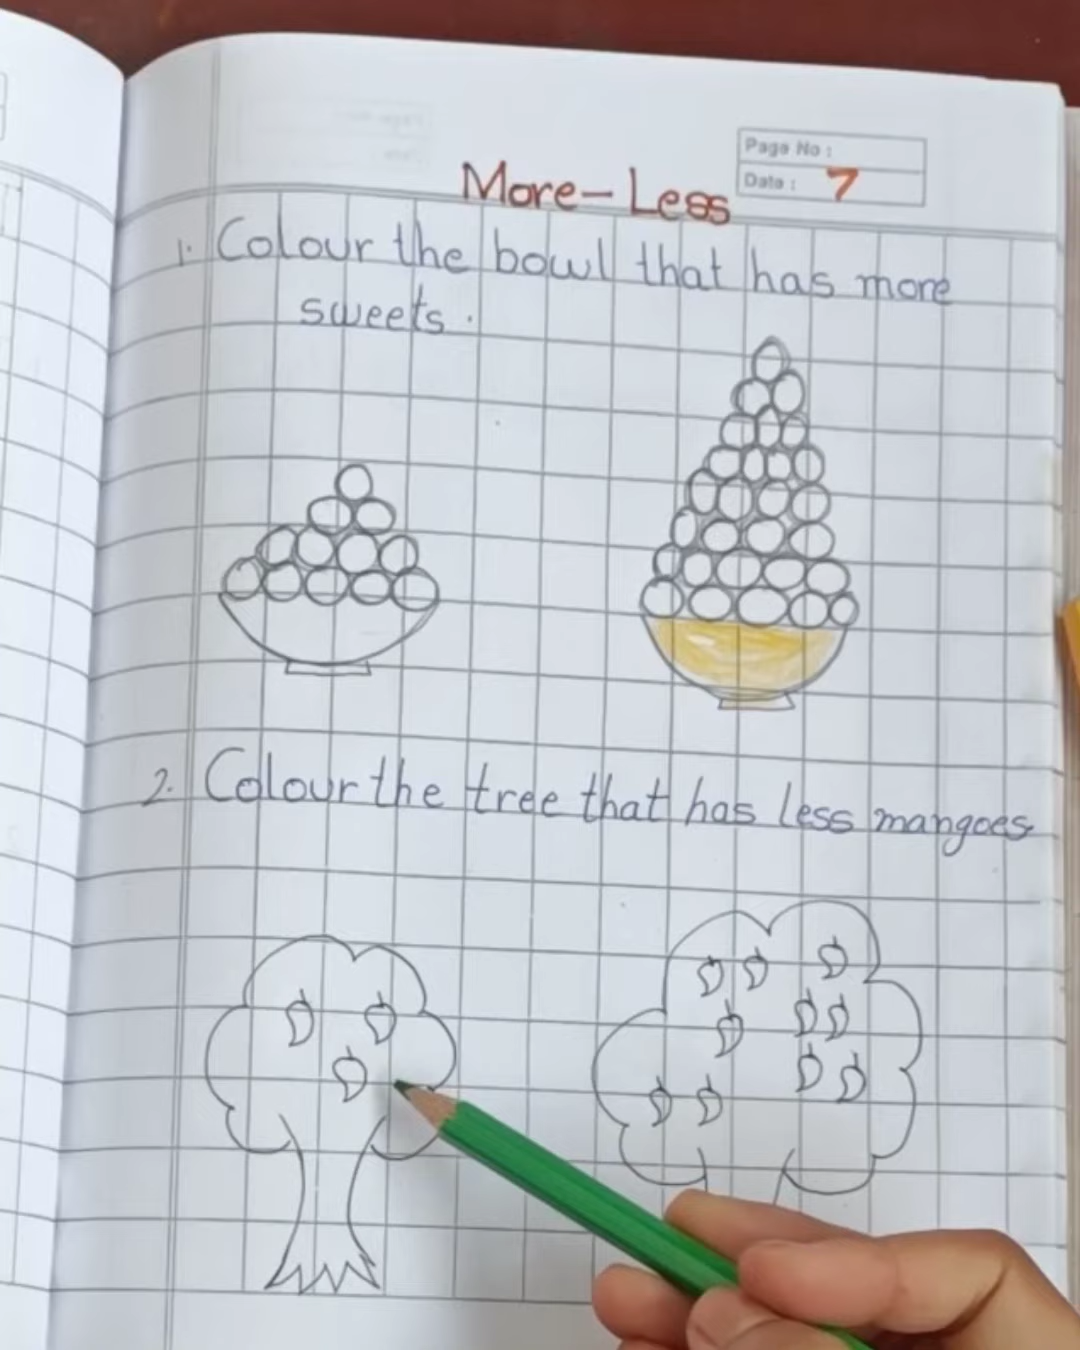 Page No :
Date : 7
More-Less
1. Colour the bowl that has more
sweets.
2. Colour the tree that has less mangoes